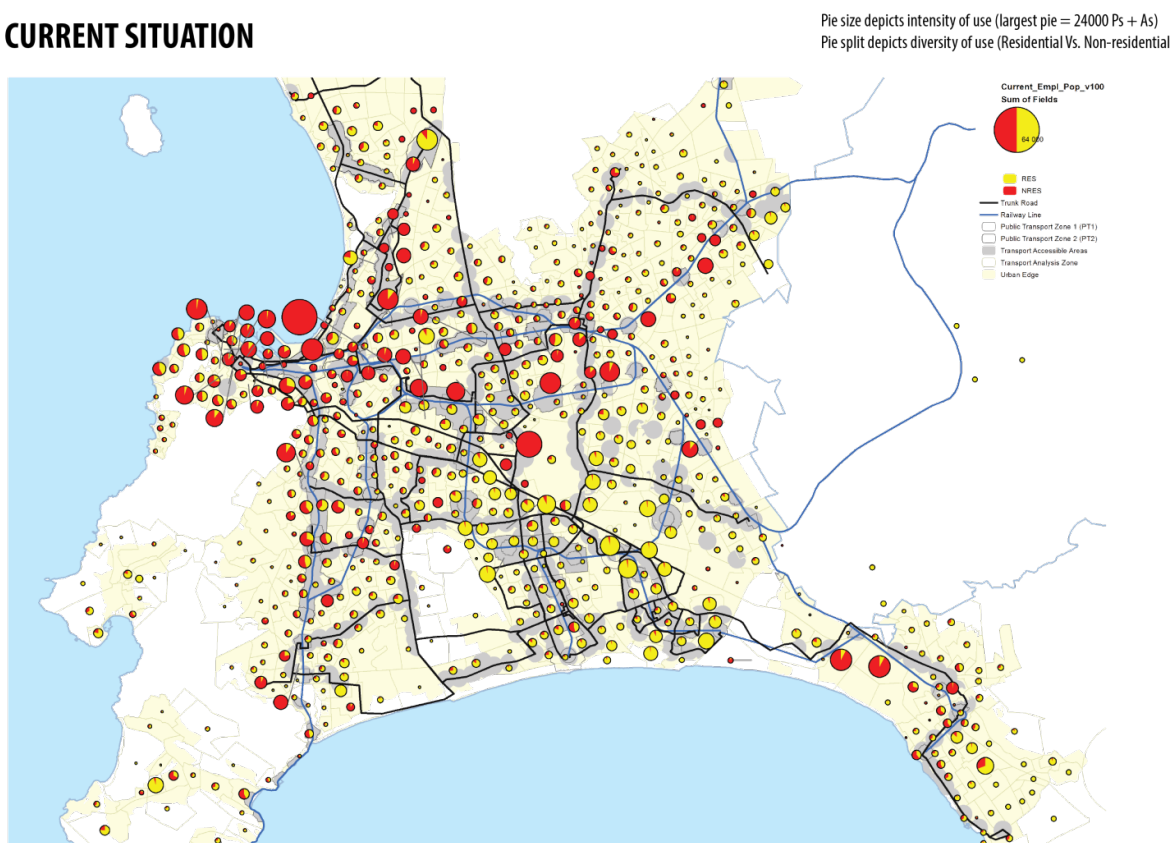 CURRENT SITUATION
Pie size depicts intensity of use (largest pie = 24000 Ps + As)
Pie split depicts diversity of use (Residential Vs. Non-residential
Current_Empl_Pop_v100
Sum of Fields
64 000
RES
NRES
Trunk Road
Railway Line
Public Transport Zone 1 (PT1)
Public Transport Zone 2 (PT2)
Transport Accessible Areas
Transport Analysis Zone
Urban Edge